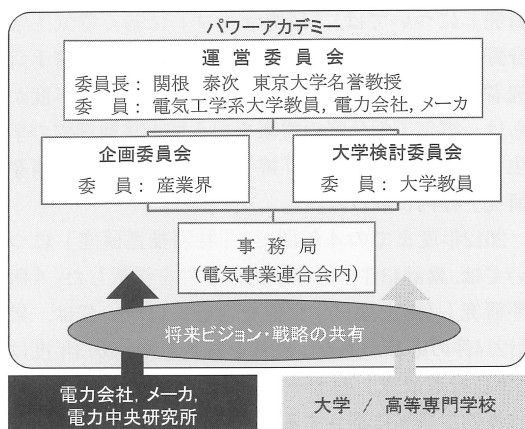 パワーアカデミー
運営委員会
委員長：関根 泰次 東京大学名誉教授
委　員：電気工学系大学教員，電力会社，メーカ
企画委員会
委　員：産業界
大学検討委員会
委　員：大学教員
事務局
(電気事業連合会内)
将来ビジョン・戦略の共有
電力会社，メーカ，
電力中央研究所
大学 / 高等専門学校